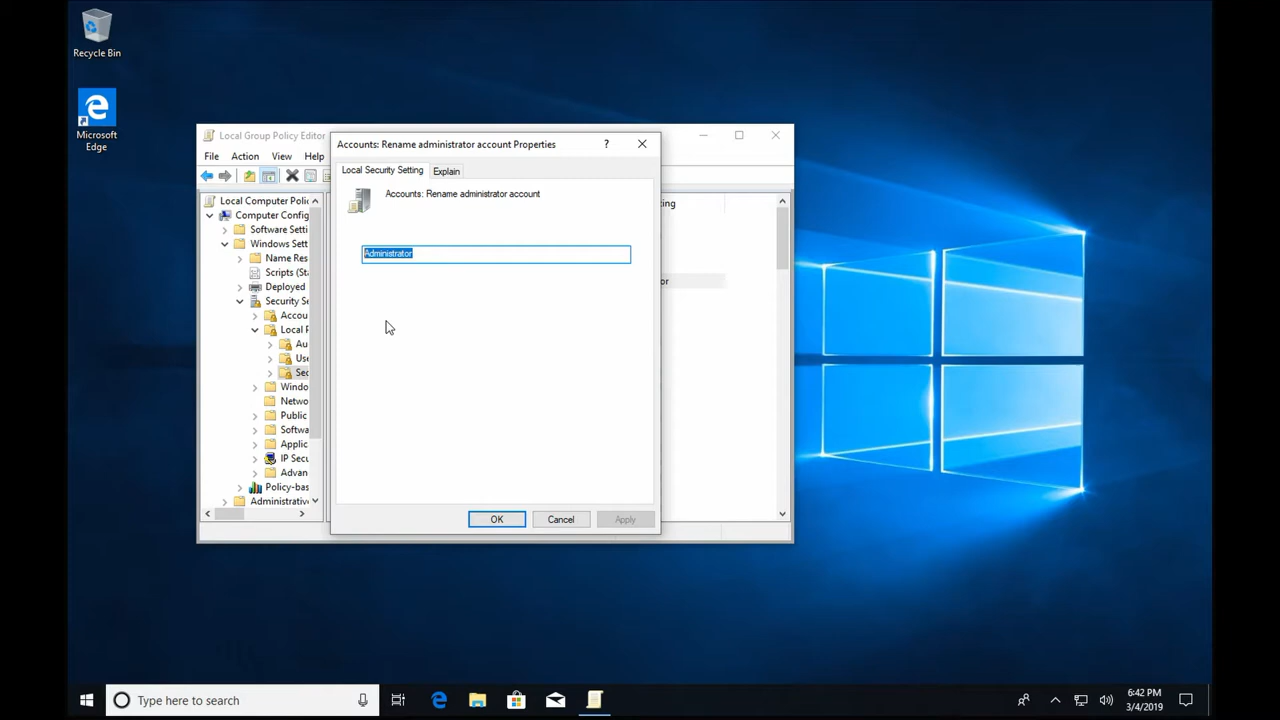 Recycle Bin
Microsoft
Edge
Local Group Policy Editor
File Action View Help
Local Computer Polic
Computer Config
Software Setti
Windows Sett
Name Res
Scripts (Sta
Deployed
Security Se
Accou
Local P
Au
Use
Sec
Windo
Netwo
Public
Softwa
Applic
IP Secu
Advan
Policy-bas
Administrative
ting
or
Accounts: Rename administrator account Properties
?
Local Security Setting
Explain
Accounts: Rename administrator account
Administrator
OK
Cancel
Apply
Type here to search
6:42 PM
3/4/2019